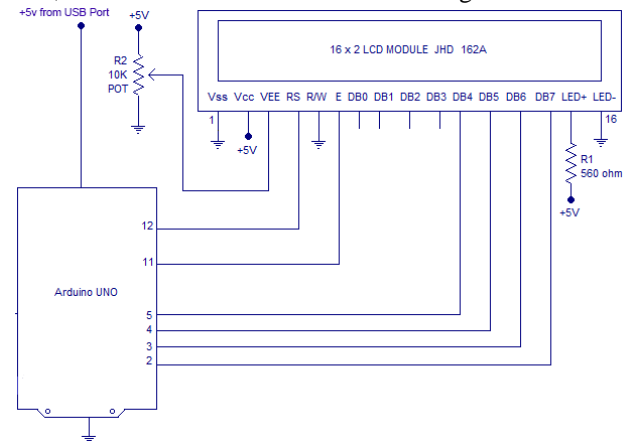 +5v from USB Port
+5V
R2
10K
POT
16 x 2 LCD MODULE JHD 162A
Vss Vcc VEE RS R/W E DB0 DB1 DB2 DB3 DB4 DB5 DB6 DB7 LED+ LED-
1
16
+5V
R1
560 ohm
+5V
12
11
Arduino UNO
5
4
3
2